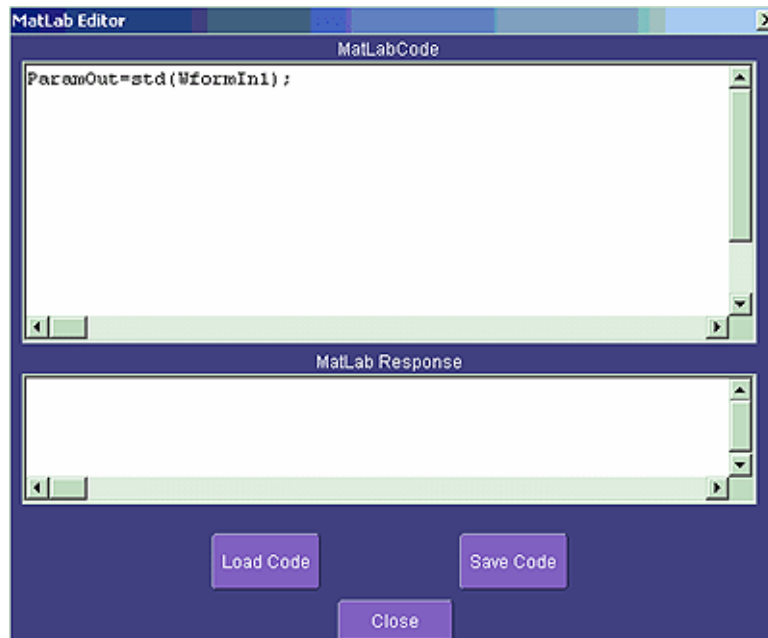 MatLab Editor
MatLabCode
ParamOut=std(WformIn1);
MatLab Response
Load Code
Save Code
Close